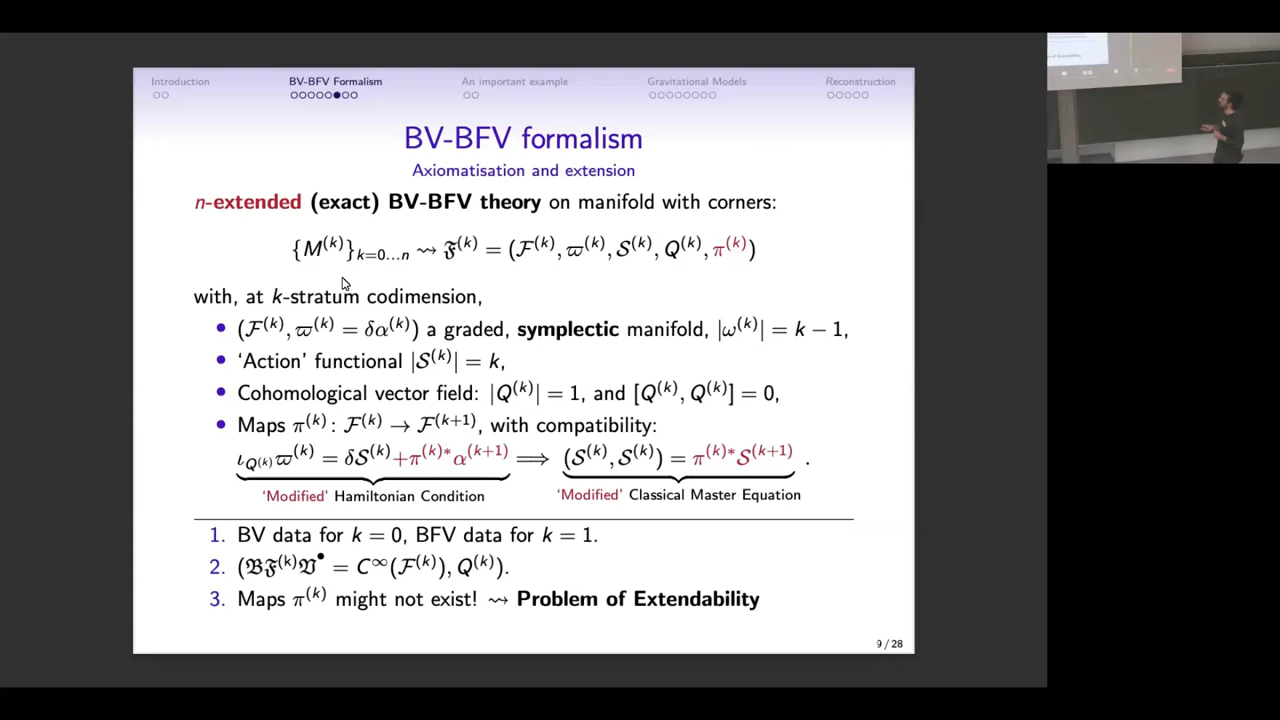 Introduction BV-BFV Formalism An important example Gravitational Models Reconstruction
BV-BFV formalism
Axiomatisation and extension
n-extended (exact) BV-BFV theory on manifold with corners:
{M^(k)}_{k=0...n} ⇝ 𝔉^(k) = (ℱ^(k), ϖ^(k), 𝒮^(k), Q^(k), π^(k))
with, at k-stratum codimension,
• (ℱ^(k), ϖ^(k) = δα^(k)) a graded, symplectic manifold, |ω^(k)| = k − 1,
• ‘Action’ functional |𝒮^(k)| = k,
• Cohomological vector field: |Q^(k)| = 1, and [Q^(k), Q^(k)] = 0,
• Maps π^(k): ℱ^(k) → ℱ^(k+1), with compatibility:
ι_{Q^(k)} ϖ^(k) = δ𝒮^(k) + π^(k)* α^(k+1) ⟹ (𝒮^(k), 𝒮^(k)) = π^(k)* 𝒮^(k+1) .
‘Modified’ Hamiltonian Condition ‘Modified’ Classical Master Equation
1. BV data for k = 0, BFV data for k = 1.
2. (𝔅𝔉^(k)𝔙^• = C^∞(ℱ^(k)), Q^(k)).
3. Maps π^(k) might not exist! ⇝ Problem of Extendability
9 / 28